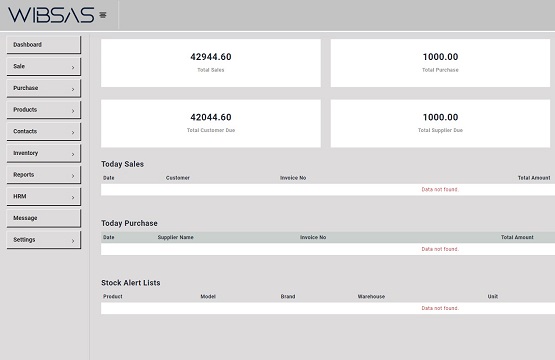 WIBSAS
Dashboard
Sale
Purchase
Products
Contacts
Inventory
Reports
HRM
Message
Settings
42944.60
Total Sales
1000.00
Total Purchase
42044.60
Total Customer Due
1000.00
Total Supplier Due
Today Sales
Date Customer Invoice No Total Amount
Data not found.
Today Purchase
Date Supplier Name Invoice No Total Amount
Data not found.
Stock Alert Lists
Product Model Brand Warehouse Unit
Data not found.